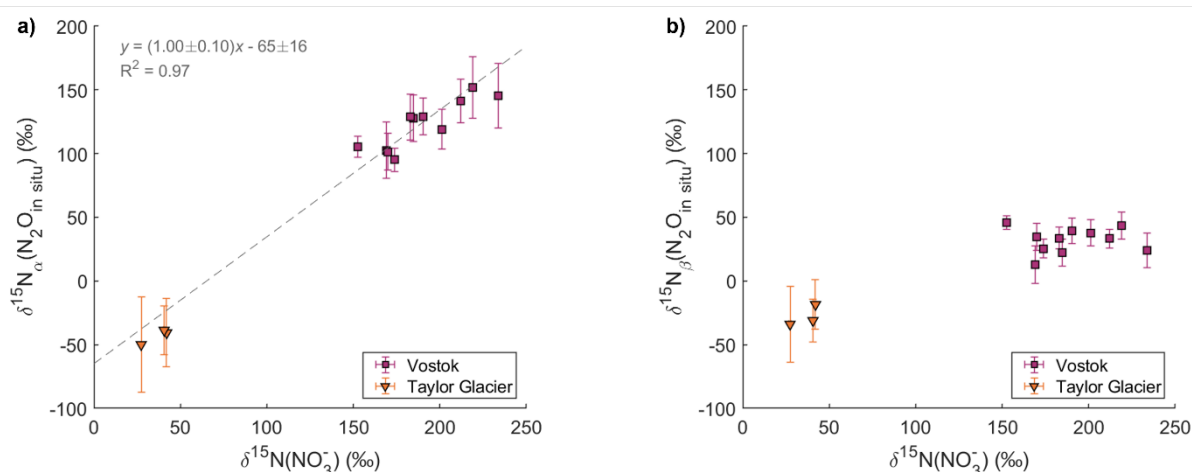 a)
200
150
100
50
0
-50
-100
0
50
100
150
200
250
y = (1.00±0.10)x - 65±16
R² = 0.97
δ¹⁵Nα(N₂Oin situ) (‰)
δ¹⁵N(NO₃⁻) (‰)
Vostok
Taylor Glacier
b)
200
150
100
50
0
-50
-100
0
50
100
150
200
250
δ¹⁵Nβ(N₂Oin situ) (‰)
δ¹⁵N(NO₃⁻) (‰)
Vostok
Taylor Glacier